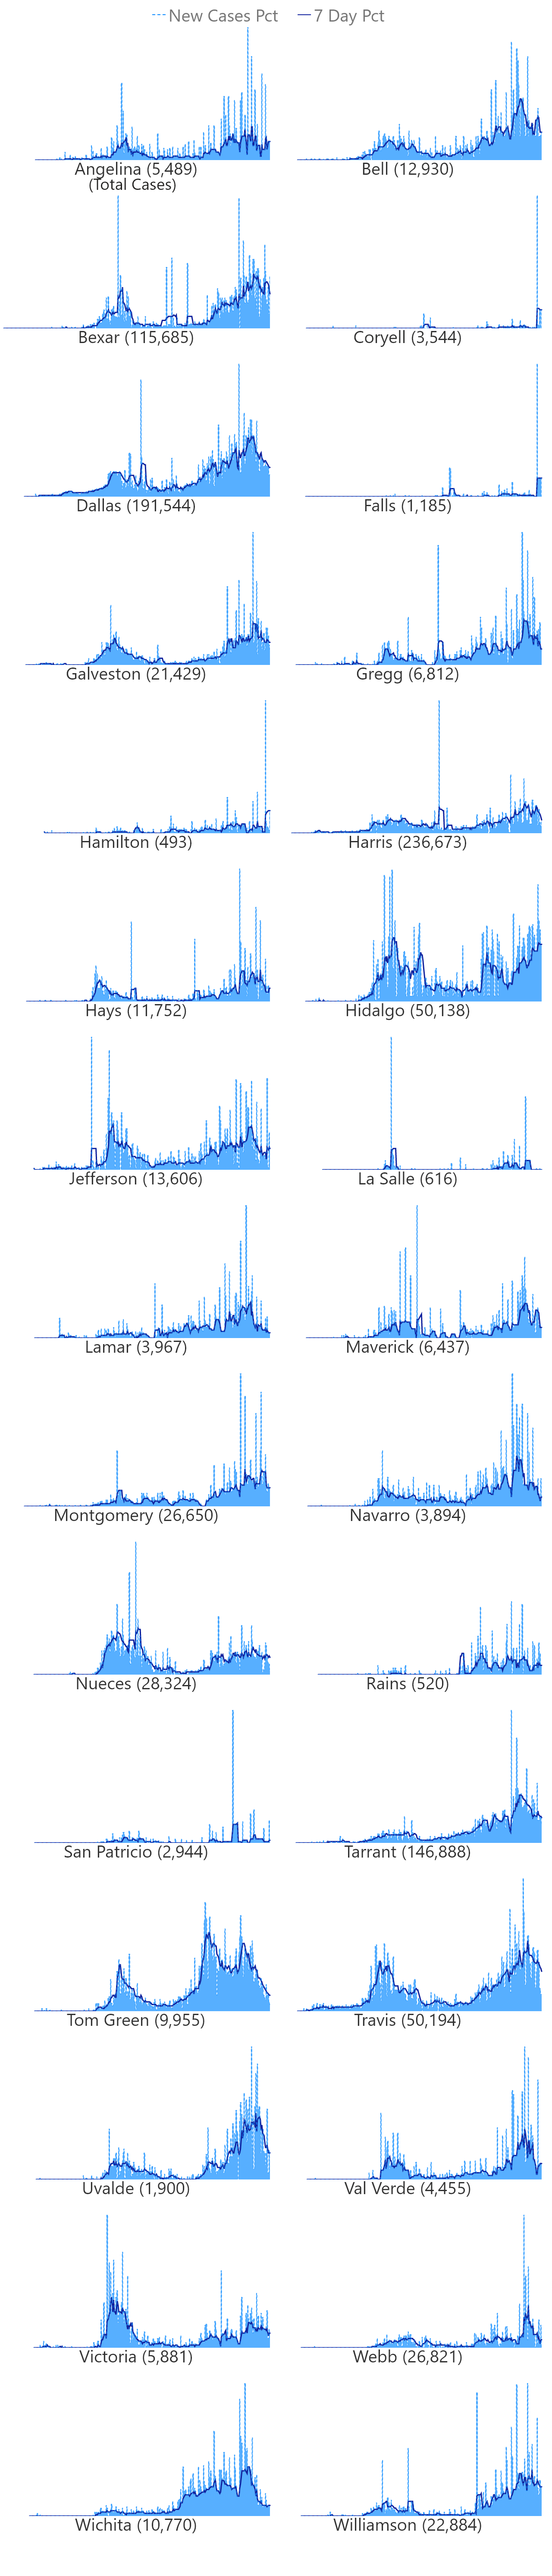 New Cases Pct 7 Day Pct
Angelina (5,489) Bell (12,930)
(Total Cases)
Bexar (115,685) Coryell (3,544)
Dallas (191,544) Falls (1,185)
Galveston (21,429) Gregg (6,812)
Hamilton (493) Harris (236,673)
Hays (11,752) Hidalgo (50,138)
Jefferson (13,606) La Salle (616)
Lamar (3,967) Maverick (6,437)
Montgomery (26,650) Navarro (3,894)
Nueces (28,324) Rains (520)
San Patricio (2,944) Tarrant (146,888)
Tom Green (9,955) Travis (50,194)
Uvalde (1,900) Val Verde (4,455)
Victoria (5,881) Webb (26,821)
Wichita (10,770) Williamson (22,884)